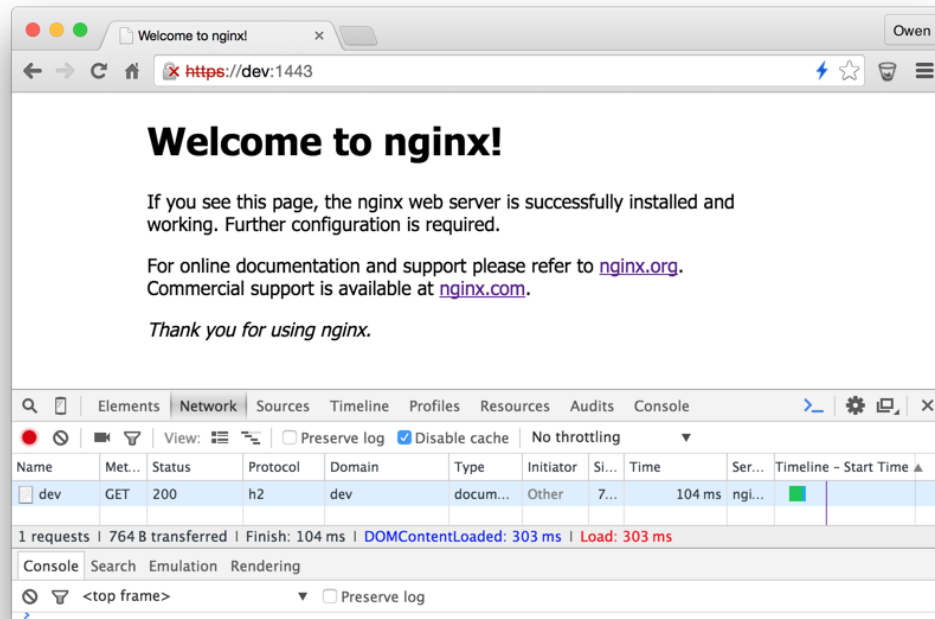 Welcome to nginx!
Owen
https://dev:1443
Welcome to nginx!
If you see this page, the nginx web server is successfully installed and
working. Further configuration is required.
For online documentation and support please refer to nginx.org.
Commercial support is available at nginx.com.
Thank you for using nginx.
Elements Network Sources Timeline Profiles Resources Audits Console
View: Preserve log Disable cache No throttling
Name Met... Status Protocol Domain Type Initiator Si... Time Ser... Timeline – Start Time
dev GET 200 h2 dev docum... Other 7... 104 ms ngi...
1 requests | 764 B transferred | Finish: 104 ms | DOMContentLoaded: 303 ms | Load: 303 ms
Console Search Emulation Rendering
<top frame> Preserve log